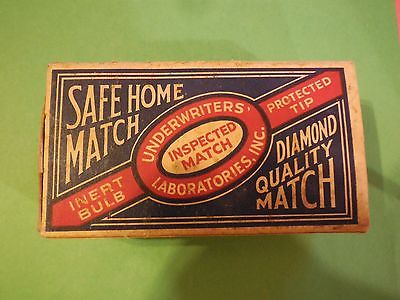 SAFE HOME
MATCH
UNDERWRITERS'
INSPECTED
MATCH
LABORATORIES, INC.
PROTECTED
TIP
INERT
BULB
DIAMOND
QUALITY
MATCH